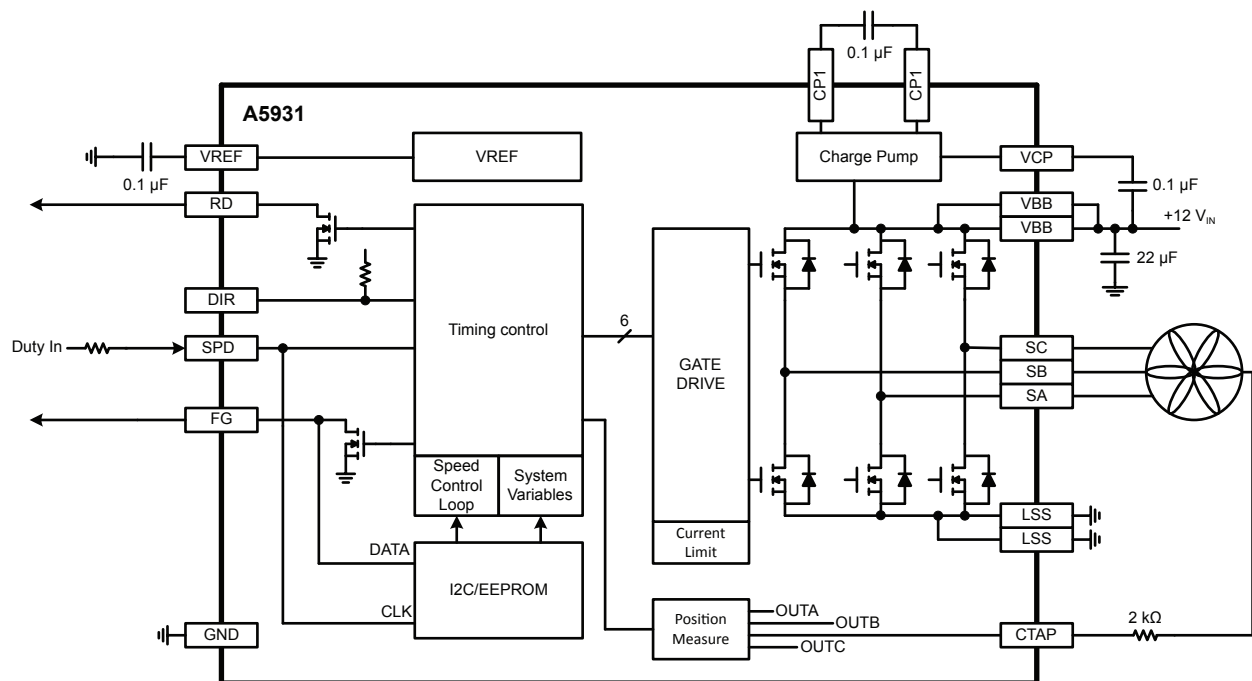 0.1 µF
CP1
CP1
A5931
VREF
0.1 µF
VREF
Charge Pump
VCP
0.1 µF
RD
VBB
VBB
+12 VIN
22 µF
DIR
Timing control
6
GATE
DRIVE
Duty In
SPD
SC
SB
SA
FG
Speed
Control
Loop
System
Variables
LSS
LSS
Current
Limit
DATA
I2C/EEPROM
CLK
Position
Measure
OUTA
OUTB
OUTC
GND
CTAP
2 kΩ